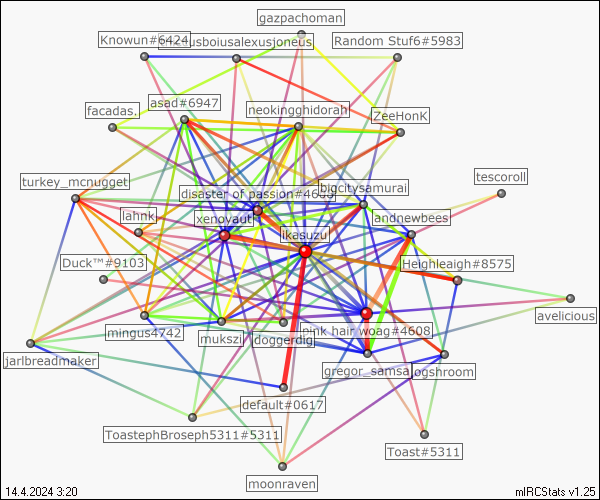 gazpachoman
Knowun#6424
Random Stuf6#5983
asad#6947
neokingghidorah
facadas.
ZeeHonK
turkey_mcnugget
tescoroll
disaster of passion#4653
bigcitysamurai
lahnk
xenovaut
andnewbees
ikasuzu
Duck™#9103
Heighleaigh#8575
avelicious
mingus4742
mukszi
doggerdig
pink hair woag#4608
jarlbreadmaker
gregor_samsa
ogshroom
default#0617
ToastephBroseph5311#5311
Toast#5311
moonraven
14.4.2024 3:20
mIRCStats v1.25